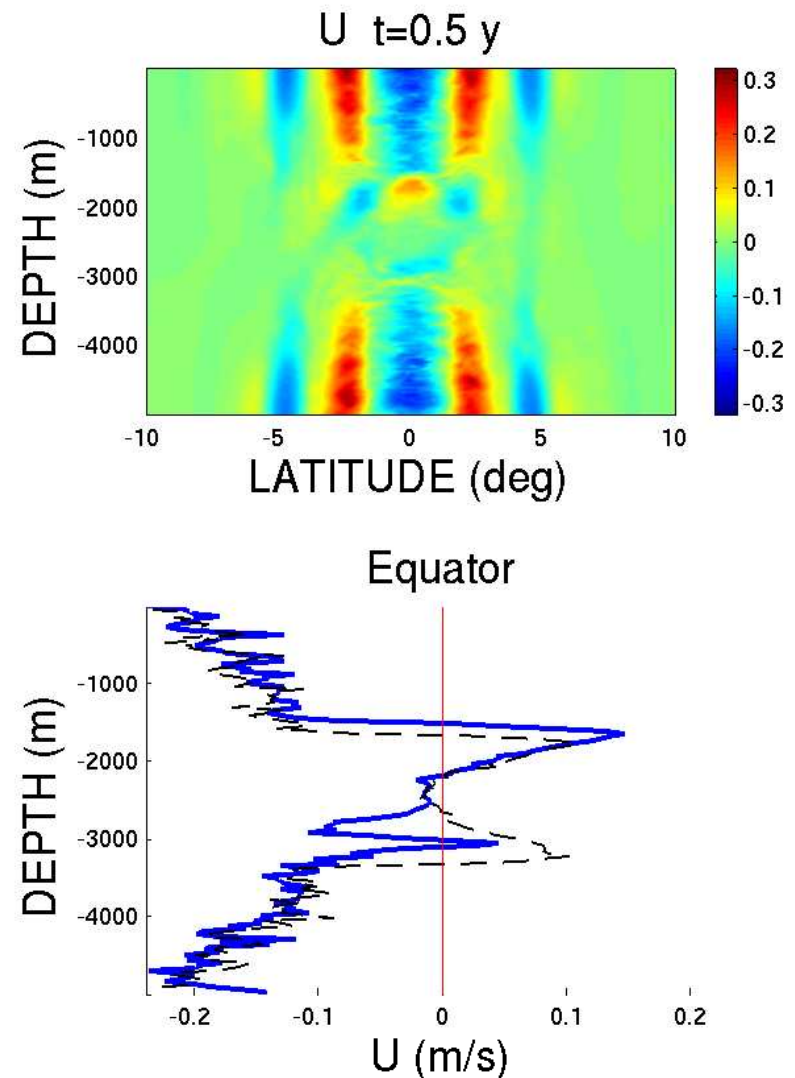 U t=0.5 y
0.3
0.2
0.1
0
-0.1
-0.2
-0.3
-1000
-2000
-3000
-4000
DEPTH (m)
-10 -5 0 5 10
LATITUDE (deg)
Equator
-1000
-2000
-3000
-4000
DEPTH (m)
-0.2 -0.1 0 0.1 0.2
U (m/s)